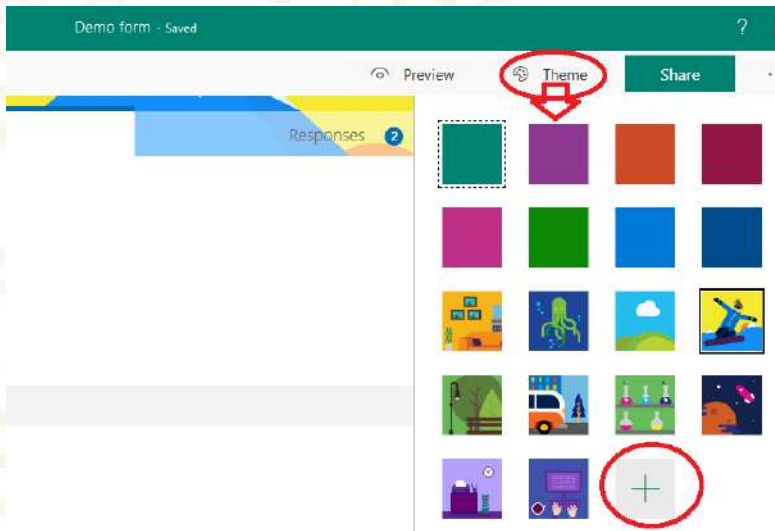 Demo form - Saved
?
Preview
Theme
Share
Responses 2